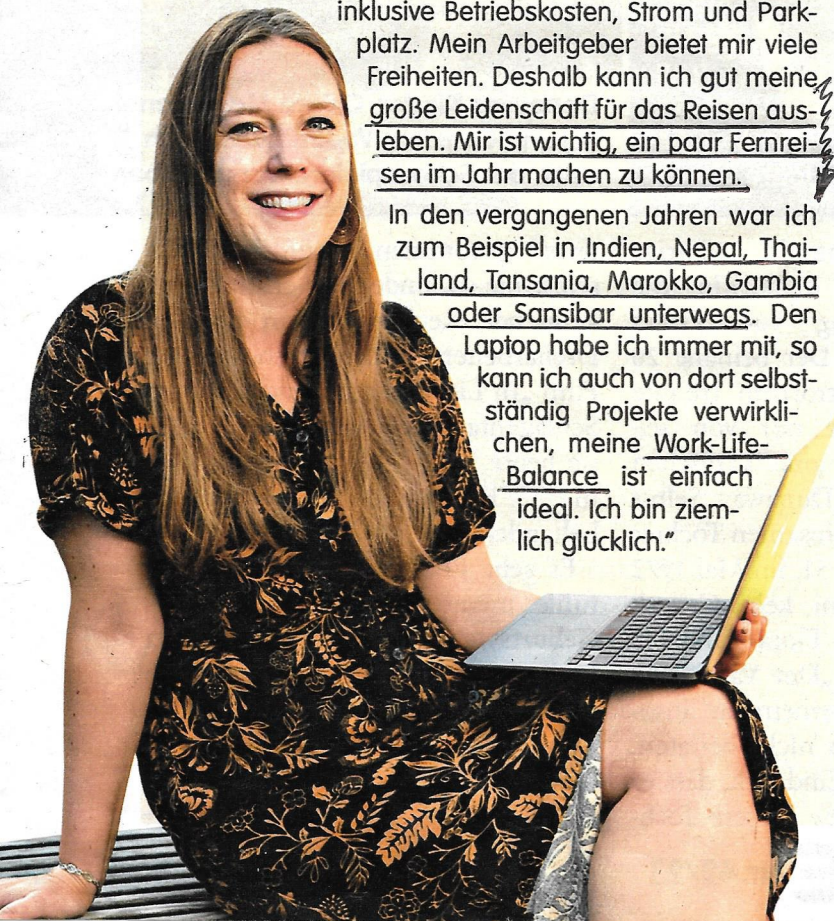 inklusive Betriebskosten, Strom und Park-
platz. Mein Arbeitgeber bietet mir viele
Freiheiten. Deshalb kann ich gut meine
große Leidenschaft für das Reisen aus-
leben. Mir ist wichtig, ein paar Fernrei-
sen im Jahr machen zu können.
In den vergangenen Jahren war ich
zum Beispiel in Indien, Nepal, Thai-
land, Tansania, Marokko, Gambia
oder Sansibar unterwegs. Den
Laptop habe ich immer mit, so
kann ich auch von dort selbst-
ständig Projekte verwirkli-
chen, meine Work-Life-
Balance ist einfach
ideal. Ich bin ziem-
lich glücklich.“